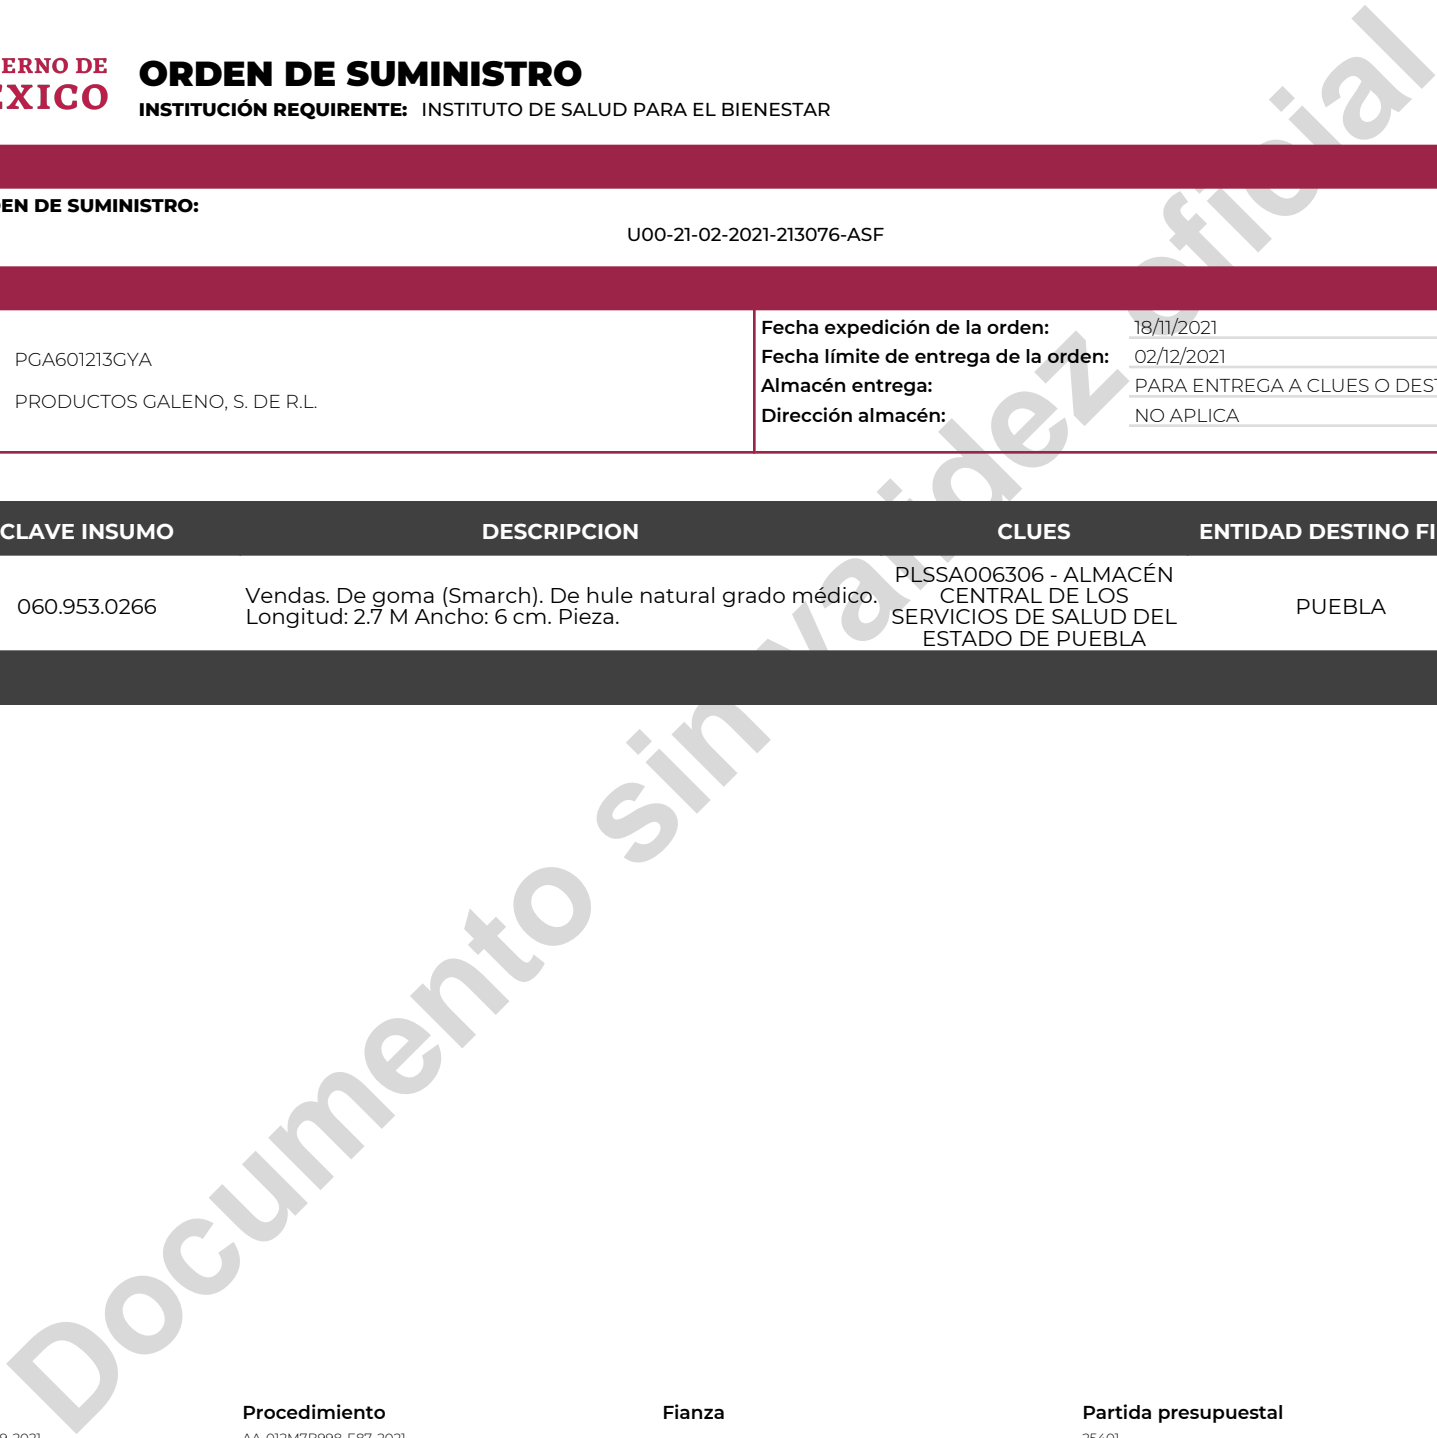 ERNO DE
ORDEN DE SUMINISTRO
INSTITUCIÓN REQUIRENTE: INSTITUTO DE SALUD PARA EL BIENESTAR
EN DE SUMINISTRO:
U00-21-02-2021-213076-ASF
PGA601213GYA
PRODUCTOS GALENO, S. DE R.L.
Fecha expedición de la orden: 18/11/2021
Fecha límite de entrega de la orden: 02/12/2021
Almacén entrega: PARA ENTREGA A CLUES O DEST
Dirección almacén: NO APLICA
CLAVE INSUMO DESCRIPCION CLUES ENTIDAD DESTINO FI
060.953.0266
Vendas. De goma (Smarch). De hule natural grado médico.
Longitud: 2.7 M Ancho: 6 cm. Pieza.
PLSSA006306 - ALMACÉN
CENTRAL DE LOS
SERVICIOS DE SALUD DEL
ESTADO DE PUEBLA
PUEBLA
Documento sin validez oficial
Procedimiento Fianza Partida presupuestal